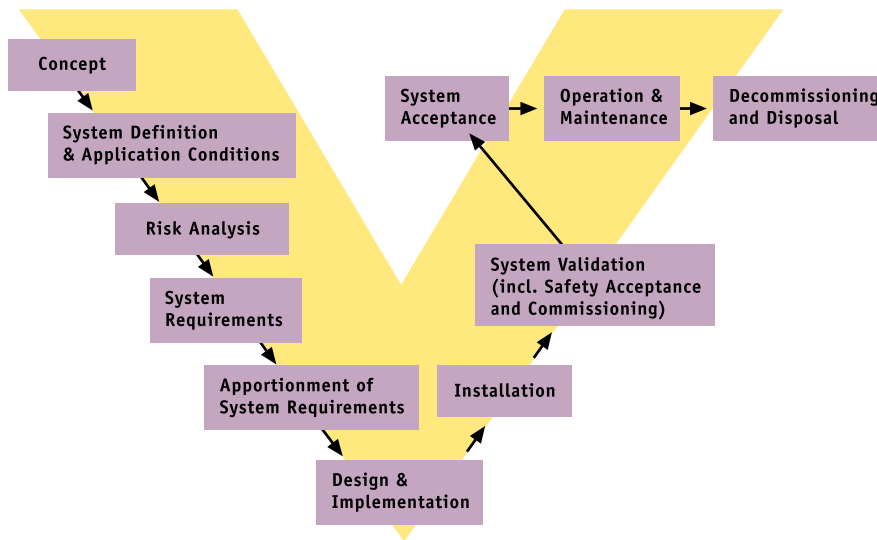 Concept
System Definition
& Application Conditions
Risk Analysis
System
Requirements
Apportionment of
System Requirements
Design &
Implementation
Installation
System Validation
(incl. Safety Acceptance
and Commissioning)
System
Acceptance
Operation &
Maintenance
Decommissioning
and Disposal